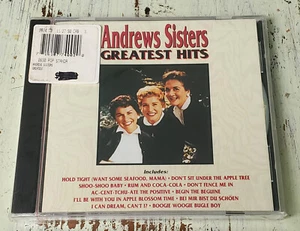 Andrews Sisters
GREATEST HITS
Includes:
HOLD TIGHT (WANT SOME SEAFOOD, MAMA) • DON'T SIT UNDER THE APPLE TREE
SHOO-SHOO BABY • RUM AND COCA-COLA • DON'T FENCE ME IN
AC-CENT-TCHU-ATE THE POSITIVE • BEGIN THE BEGUINE
I'LL BE WITH YOU IN APPLE BLOSSOM TIME • BEI MIR BIST DU SCHÖEN
I CAN DREAM, CAN'T I? • BOOGIE WOOGIE BUGLE BOY